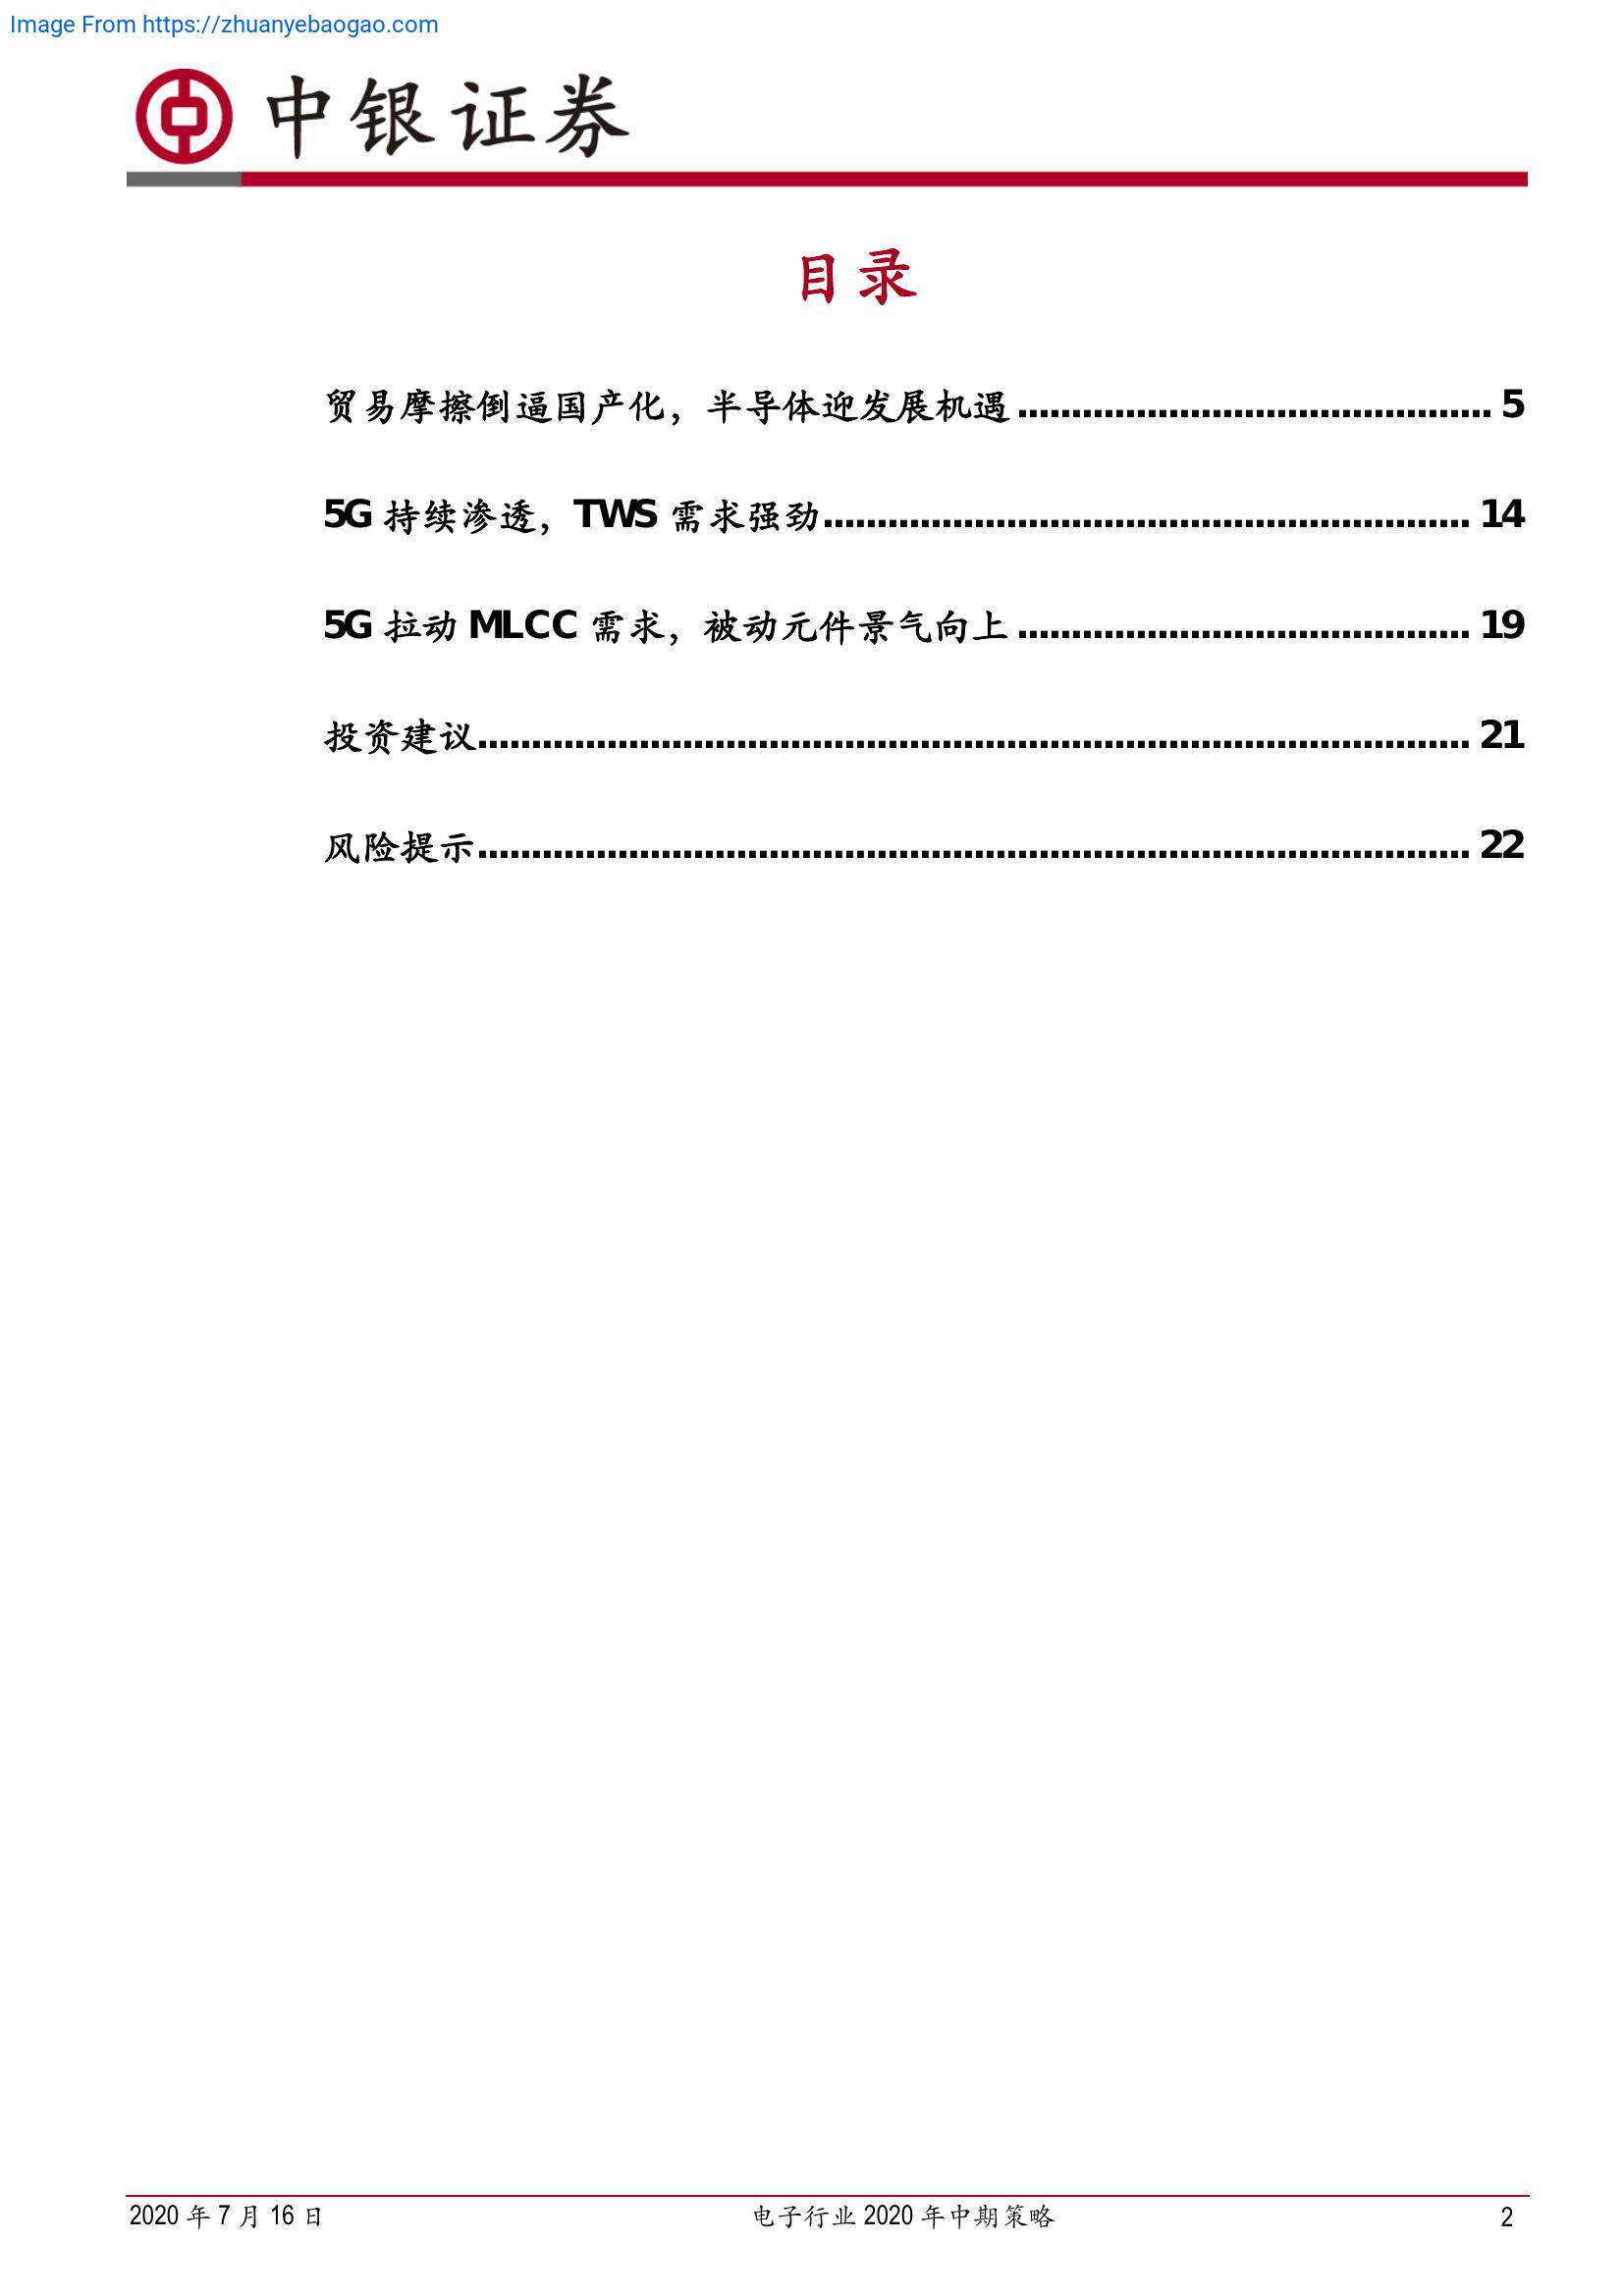 Image From https://zhuanyebaogao.com
中银证券
目录
贸易摩擦倒逼国产化，半导体迎发展机遇............................................ 5
5G 持续渗透，TWS 需求强劲............................................................ 14
5G 拉动 MLCC 需求，被动元件景气向上.......................................... 19
投资建议............................................................................................ 21
风险提示............................................................................................ 22
2020 年 7 月 16 日 电子行业 2020 年中期策略 2